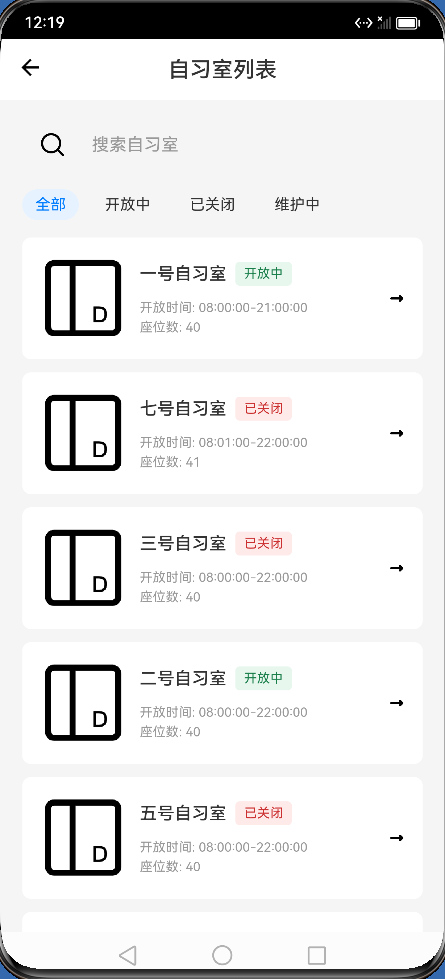 12:19
自习室列表
搜索自习室
全部 开放中 已关闭 维护中
D
一号自习室 开放中
开放时间: 08:00:00-21:00:00
座位数: 40
D
七号自习室 已关闭
开放时间: 08:01:00-22:00:00
座位数: 41
D
三号自习室 已关闭
开放时间: 08:00:00-22:00:00
座位数: 40
D
二号自习室 开放中
开放时间: 08:00:00-22:00:00
座位数: 40
D
五号自习室 已关闭
开放时间: 08:00:00-22:00:00
座位数: 40